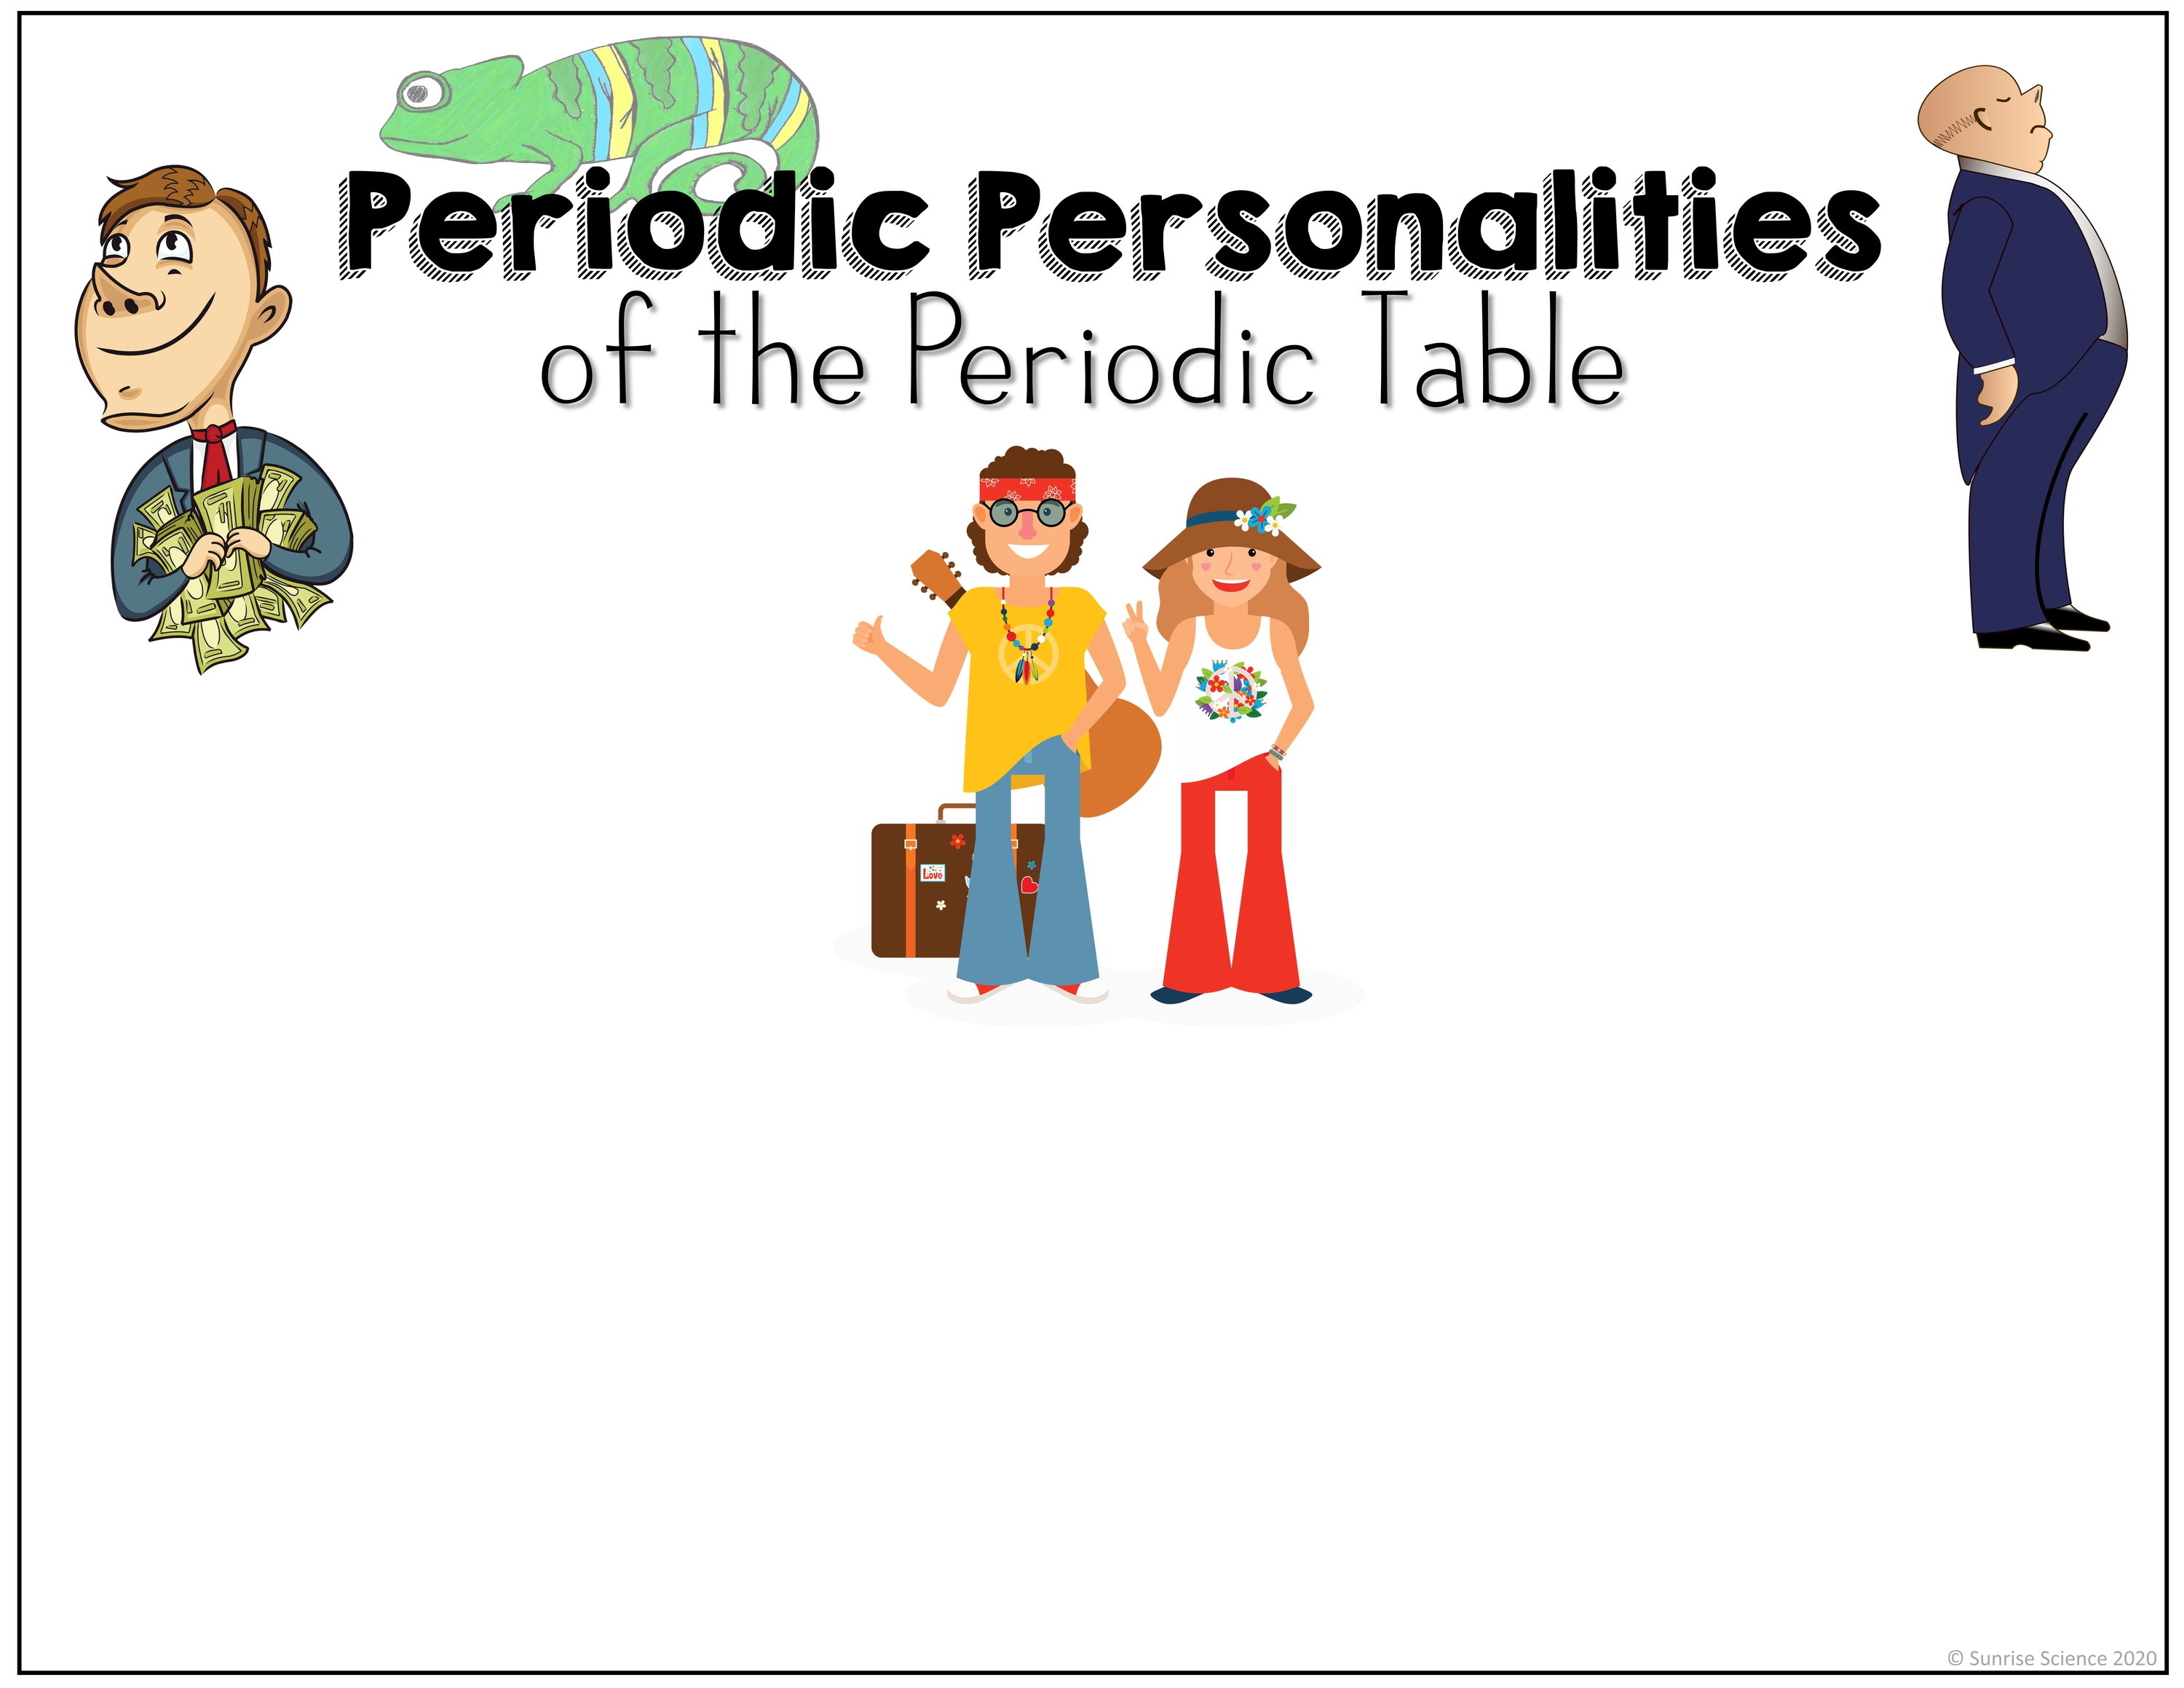 Periodic Personalities
of the Periodic Table
Love
© Sunrise Science 2020